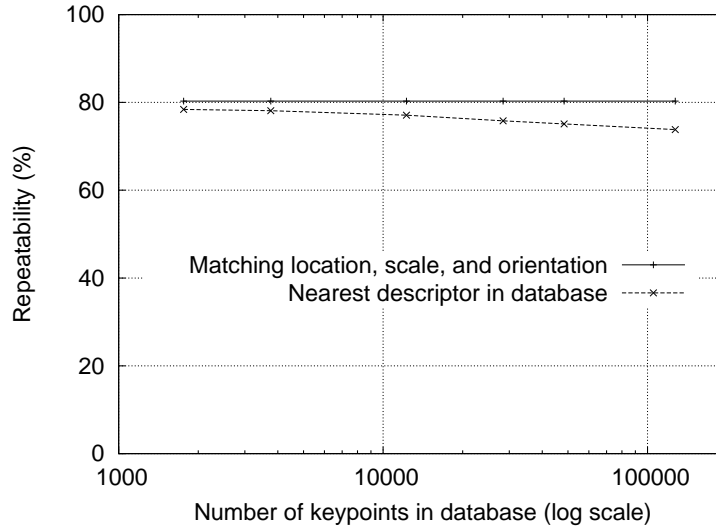 100
80
60
40
20
0
Repeatability (%)
Matching location, scale, and orientation
Nearest descriptor in database
1000 10000 100000
Number of keypoints in database (log scale)